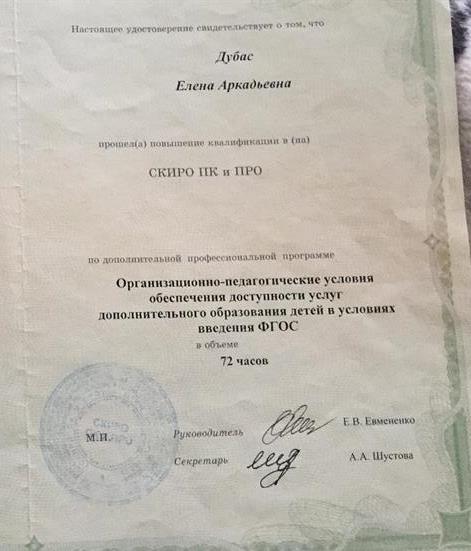 Настоящее удостоверение свидетельствует о том, что
Дубас
Елена Аркадьевна
прошел(а) повышение квалификации в (на)
СКИРО ПК и ПРО
по дополнительной профессиональной программе
Организационно-педагогические условия
обеспечения доступности услуг
дополнительного образования детей в условиях
введения ФГОС
в объеме
72 часов
СКИРО
ПРО
М.П.
Руководитель Е.В. Евмененко
Секретарь А.А. Шустова